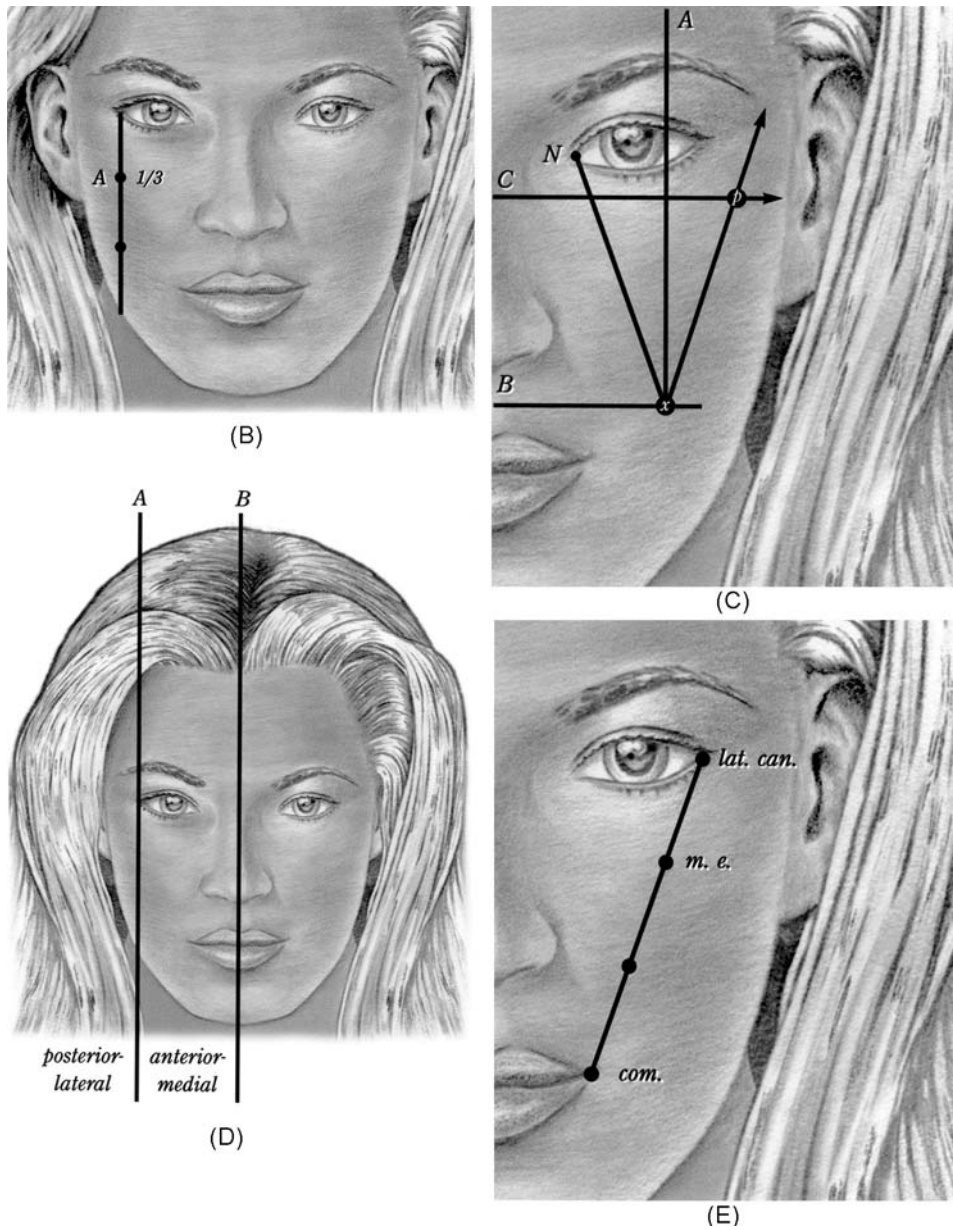 A 1/3
(B)
A
N
C
p
B
x
(C)
A B
posterior-
lateral
anterior-
medial
(D)
lat. can.
m. e.
com.
(E)